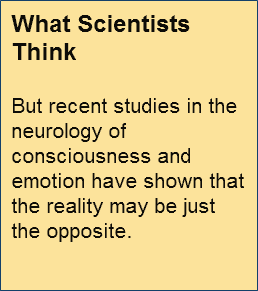 What Scientists
Think
But recent studies in the
neurology of
consciousness and
emotion have shown that
the reality may be just
the opposite.